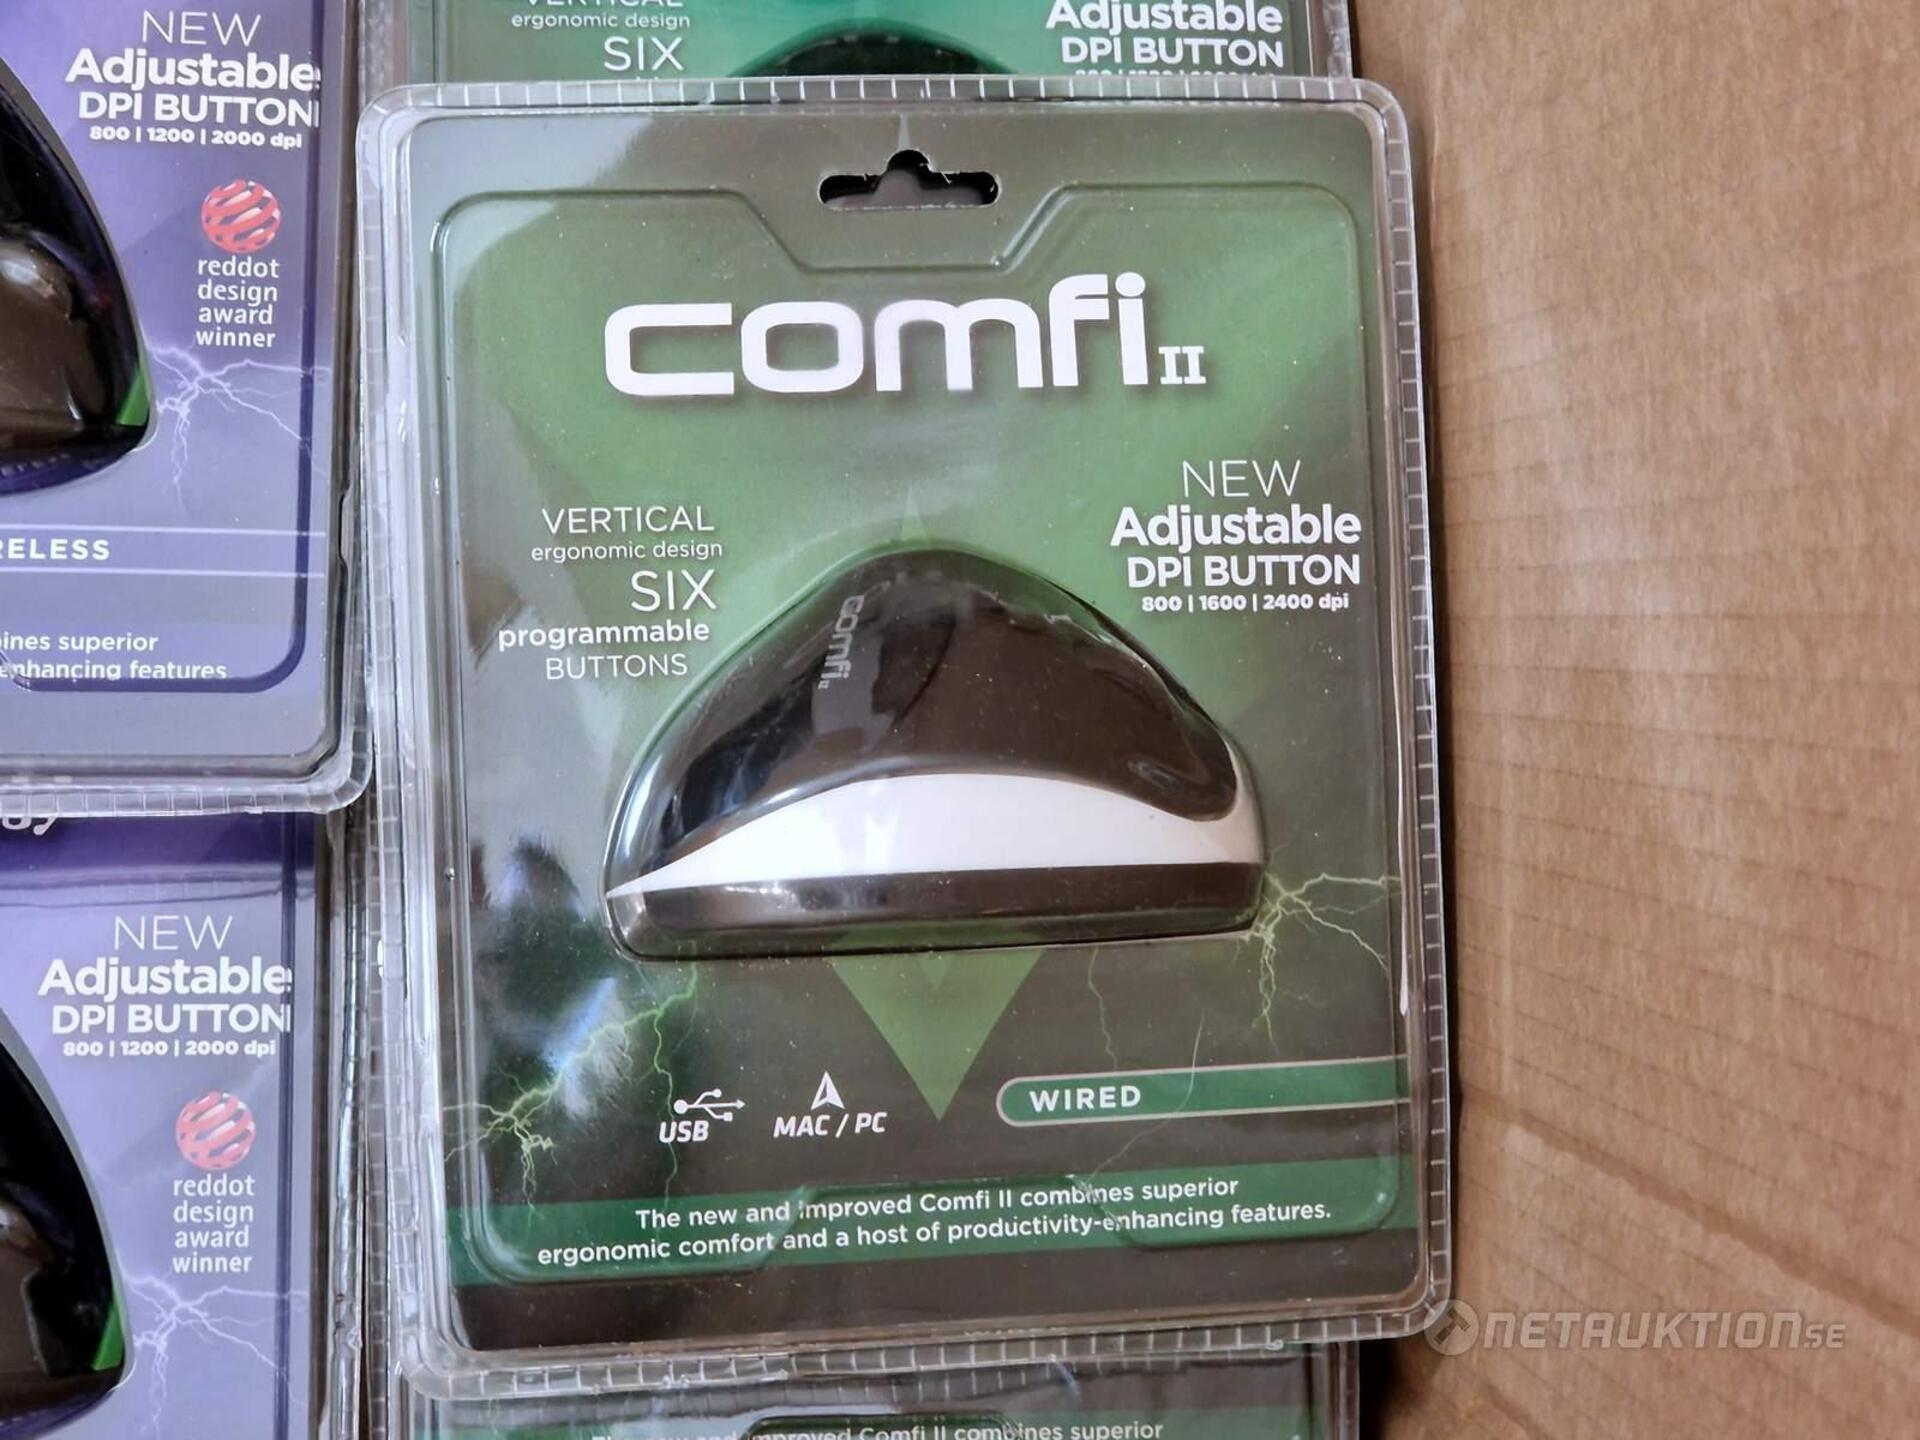 NEW
Adjustable
DPI BUTTON
800 | 1200 | 2000 dpi
reddot
design
award
winner
RELESS
ines superior
enhancing features.
NEW
Adjustable
DPI BUTTON
800 | 1200 | 2000 dpi
reddot
design
award
winner
VERTICAL
ergonomic design
SIX
Adjustable
DPI BUTTON
comfi II
VERTICAL
ergonomic design
SIX
programmable
BUTTONS
NEW
Adjustable
DPI BUTTON
800 | 1600 | 2400 dpi
comfi II
USB
MAC / PC
WIRED
The new and improved Comfi II combines superior
ergonomic comfort and a host of productivity-enhancing features.
The new and improved Comfi II combines superior
NETAUKTION.SE